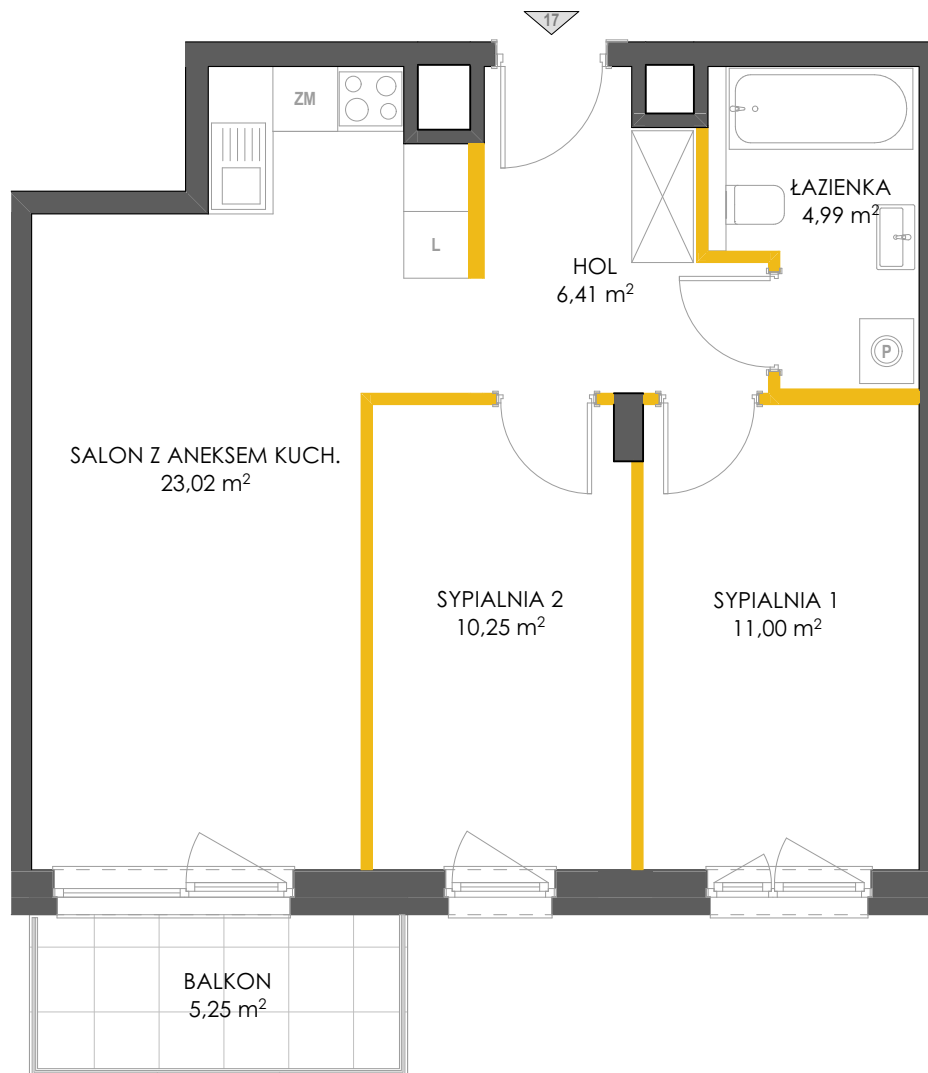 17
ZM
ŁAZIENKA
4,99 m²
L
HOL
6,41 m²
P
SALON Z ANEKSEM KUCH.
23,02 m²
SYPIALNIA 2
10,25 m²
SYPIALNIA 1
11,00 m²
BALKON
5,25 m²